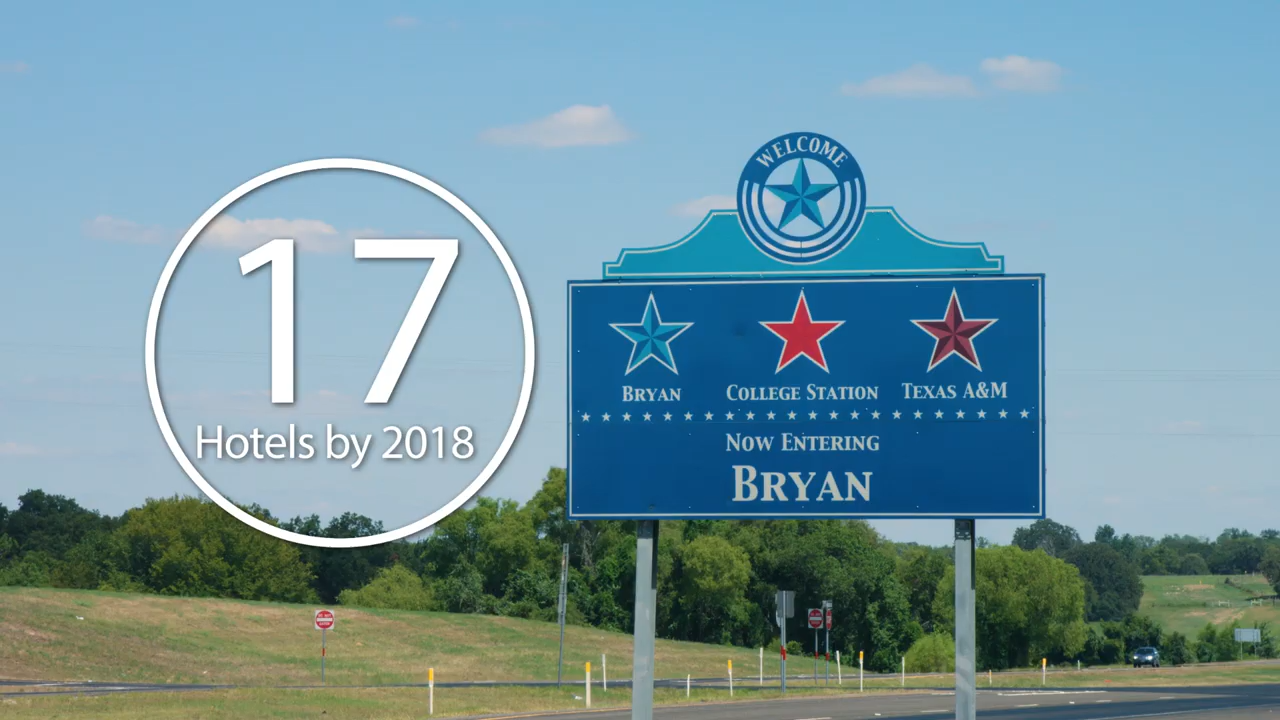 17
Hotels by 2018
WELCOME
BRYAN
COLLEGE STATION
TEXAS A&M
NOW ENTERING
BRYAN